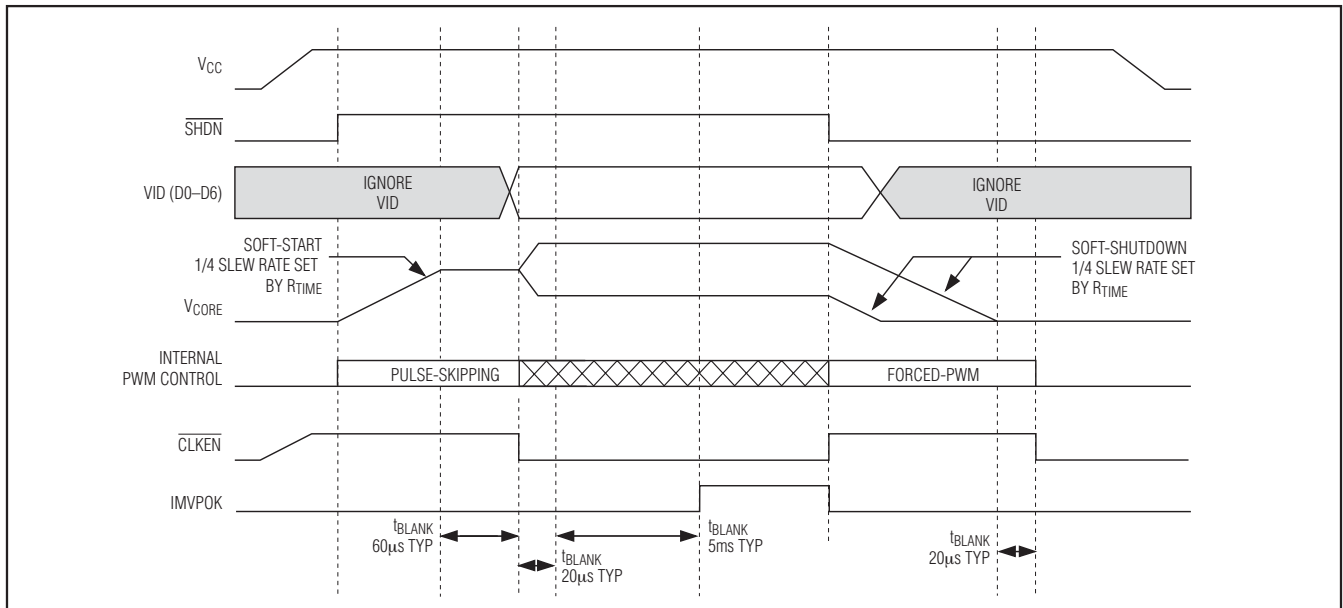 VCC
SHDN
VID (D0–D6)
IGNORE
VID
IGNORE
VID
SOFT-START
1/4 SLEW RATE SET
BY RTIME
SOFT-SHUTDOWN
1/4 SLEW RATE SET
BY RTIME
VCORE
INTERNAL
PWM CONTROL
PULSE-SKIPPING
FORCED-PWM
CLKEN
IMVPOK
tBLANK
60μs TYP
tBLANK
20μs TYP
tBLANK
5ms TYP
tBLANK
20μs TYP